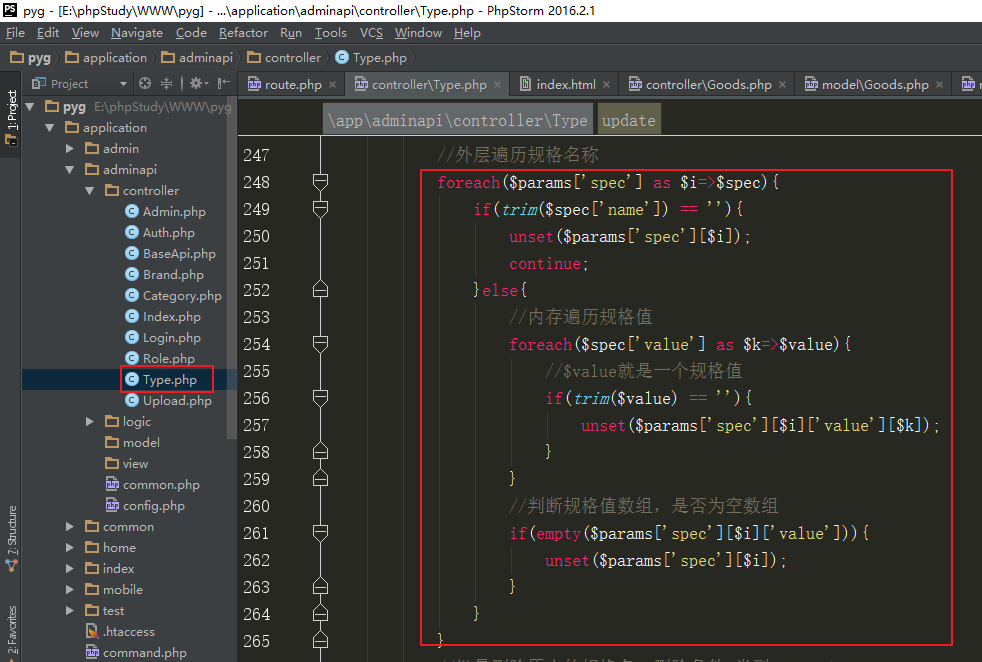 pyg - [E:\phpStudy\WWW\pyg] - ...\application\adminapi\controller\Type.php - PhpStorm 2016.2.1
File Edit View Navigate Code Refactor Run Tools VCS Window Help
pyg application adminapi controller Type.php
Project
route.php controller\Type.php index.html controller\Goods.php model\Goods.php
1: Project
Z: Structure
2: Favorites
pyg E:\phpStudy\WWW\pyg
application
admin
adminapi
controller
Admin.php
Auth.php
BaseApi.php
Brand.php
Category.php
Index.php
Login.php
Role.php
Type.php
Upload.php
logic
model
view
common.php
config.php
common
home
index
mobile
test
.htaccess
command.php
\app\adminapi\controller\Type update
247 //外层遍历规格名称
248 foreach($params['spec'] as $i=>$spec){
249 if(trim($spec['name']) == ''){
250 unset($params['spec'][$i]);
251 continue;
252 }else{
253 //内存遍历规格值
254 foreach($spec['value'] as $k=>$value){
255 //$value就是一个规格值
256 if(trim($value) == ''){
257 unset($params['spec'][$i]['value'][$k]);
258 }
259 }
260 //判断规格值数组，是否为空数组
261 if(empty($params['spec'][$i]['value'])){
262 unset($params['spec'][$i]);
263 }
264 }
265 }